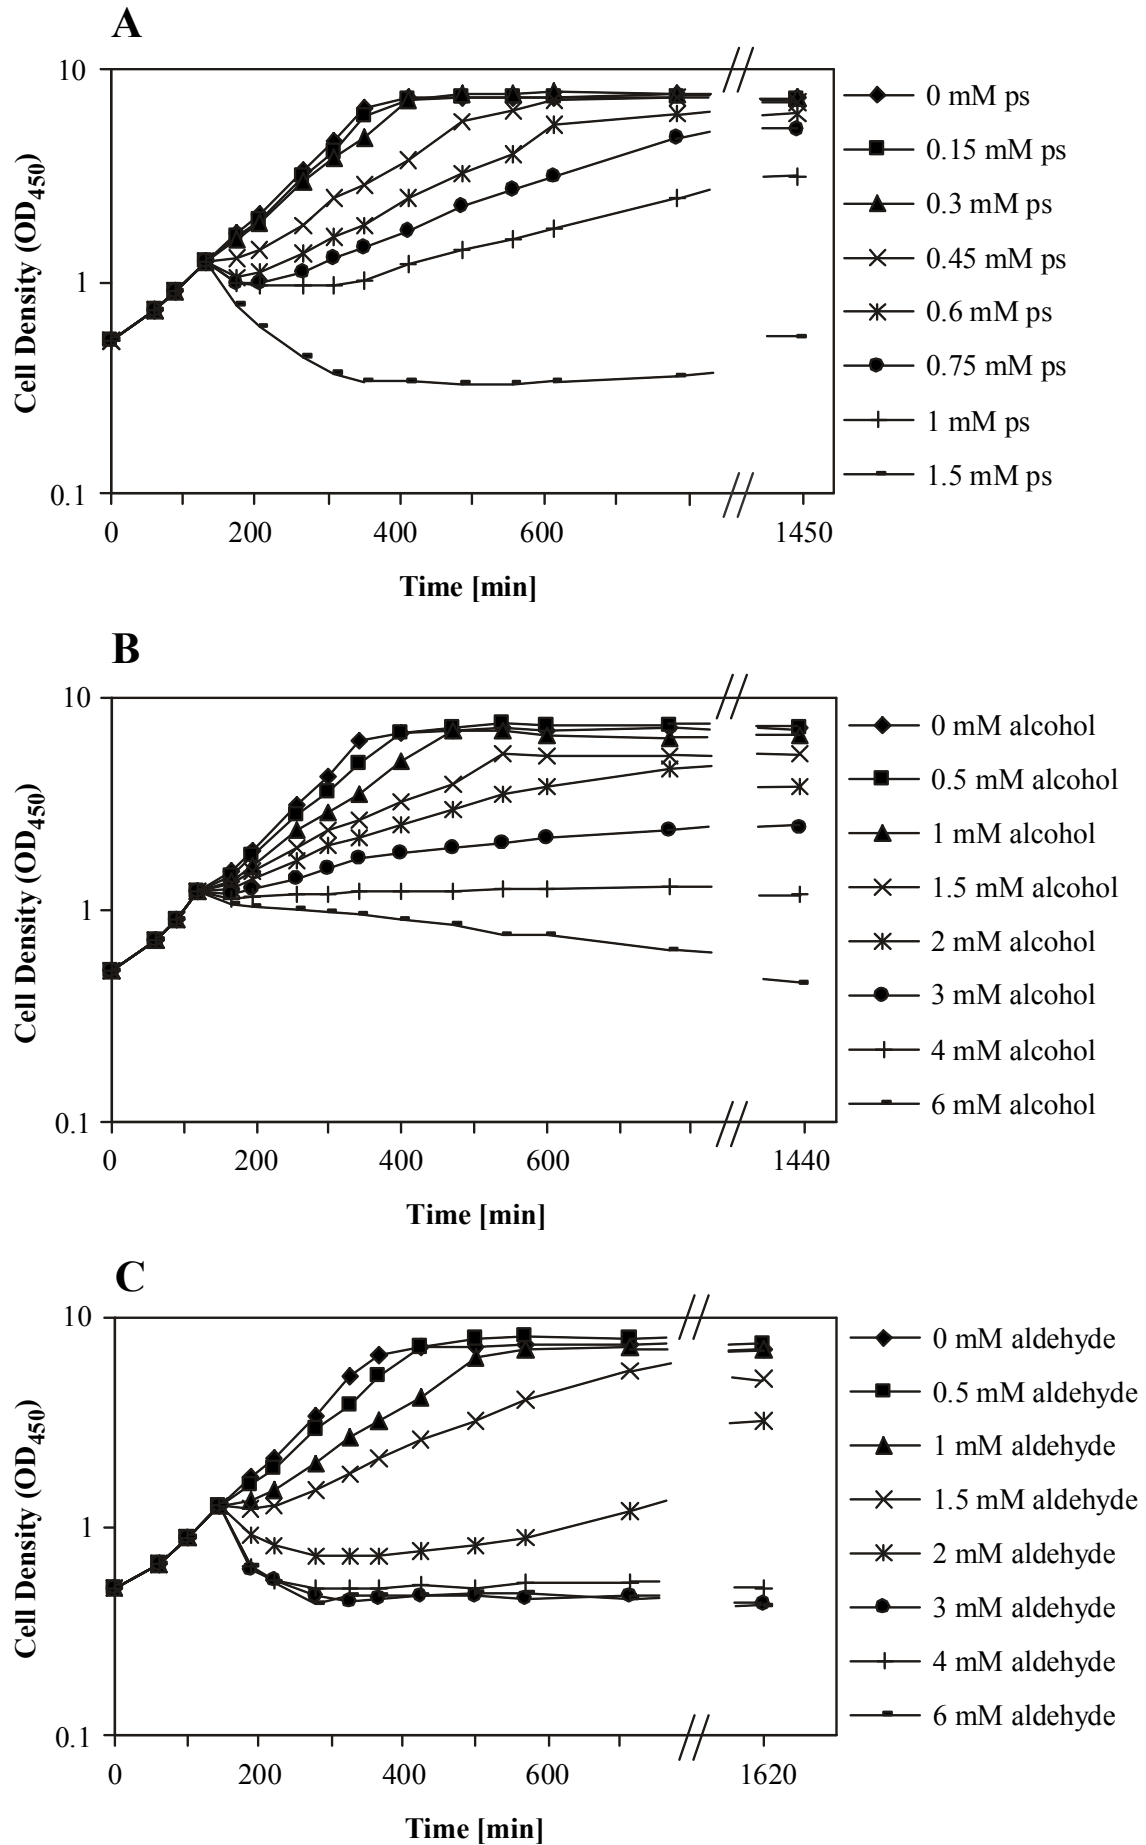 A
10
1
0.1
Cell Density (OD450)
0 200 400 600 1450
Time [min]
0 mM ps
0.15 mM ps
0.3 mM ps
0.45 mM ps
0.6 mM ps
0.75 mM ps
1 mM ps
1.5 mM ps
B
10
1
0.1
Cell Density (OD450)
0 200 400 600 1440
Time [min]
0 mM alcohol
0.5 mM alcohol
1 mM alcohol
1.5 mM alcohol
2 mM alcohol
3 mM alcohol
4 mM alcohol
6 mM alcohol
C
10
1
0.1
Cell Density (OD450)
0 200 400 600 1620
Time [min]
0 mM aldehyde
0.5 mM aldehyde
1 mM aldehyde
1.5 mM aldehyde
2 mM aldehyde
3 mM aldehyde
4 mM aldehyde
6 mM aldehyde